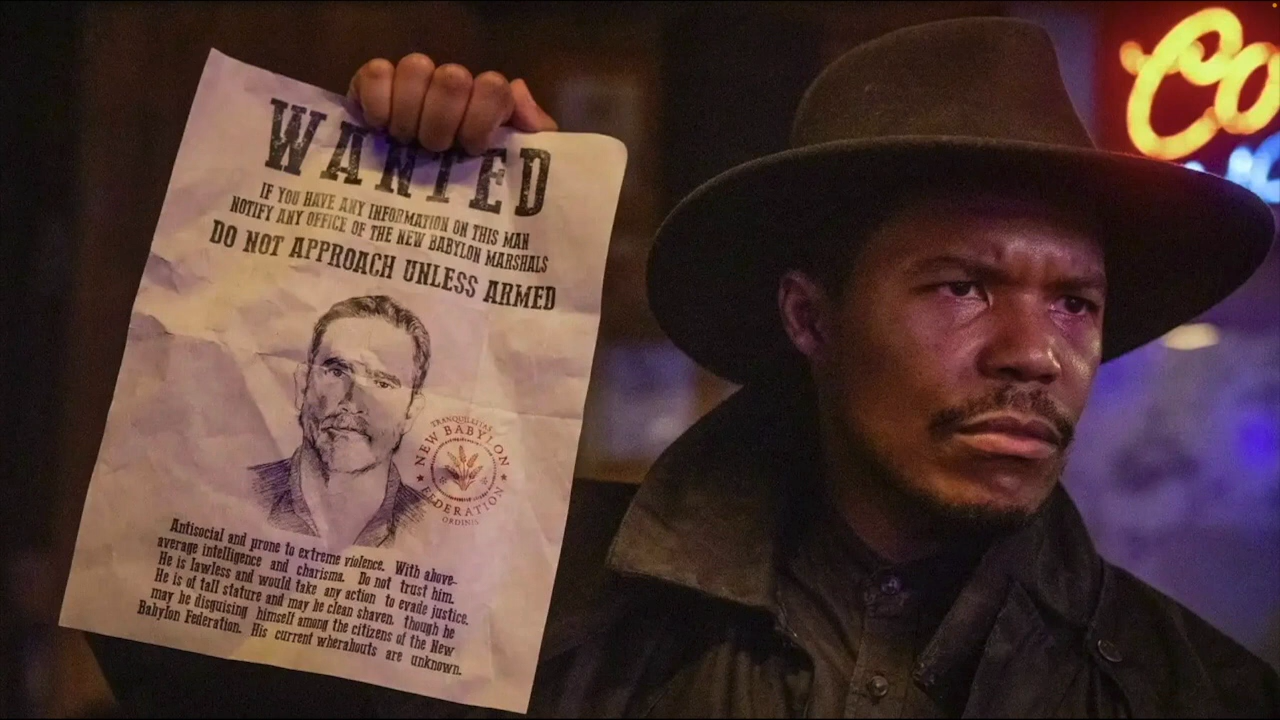 WANTED
IF YOU HAVE ANY INFORMATION ON THIS MAN
NOTIFY ANY OFFICE OF THE NEW BABYLON MARSHALS
DO NOT APPROACH UNLESS ARMED
TRANQUILITAS
NEW BABYLON
FEDERATION
ORDINIS
Antisocial and prone to extreme violence. With above-
average intelligence and charisma. Do not trust him.
He is lawless and would take any action to evade justice.
He is of tall stature and may be clean shaven. though he
may be disguising himself among the citizens of the New
Babylon Federation. His current wherabouts are unknown.
Co